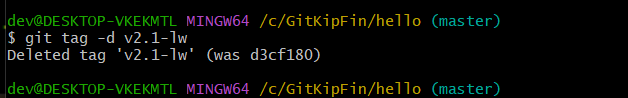 dev@DESKTOP-VKEKMTL MINGW64 /c/GitKipFin/hello (master)
$ git tag -d v2.1-lw
Deleted tag 'v2.1-lw' (was d3cf180)
dev@DESKTOP-VKEKMTL MINGW64 /c/GitKipFin/hello (master)